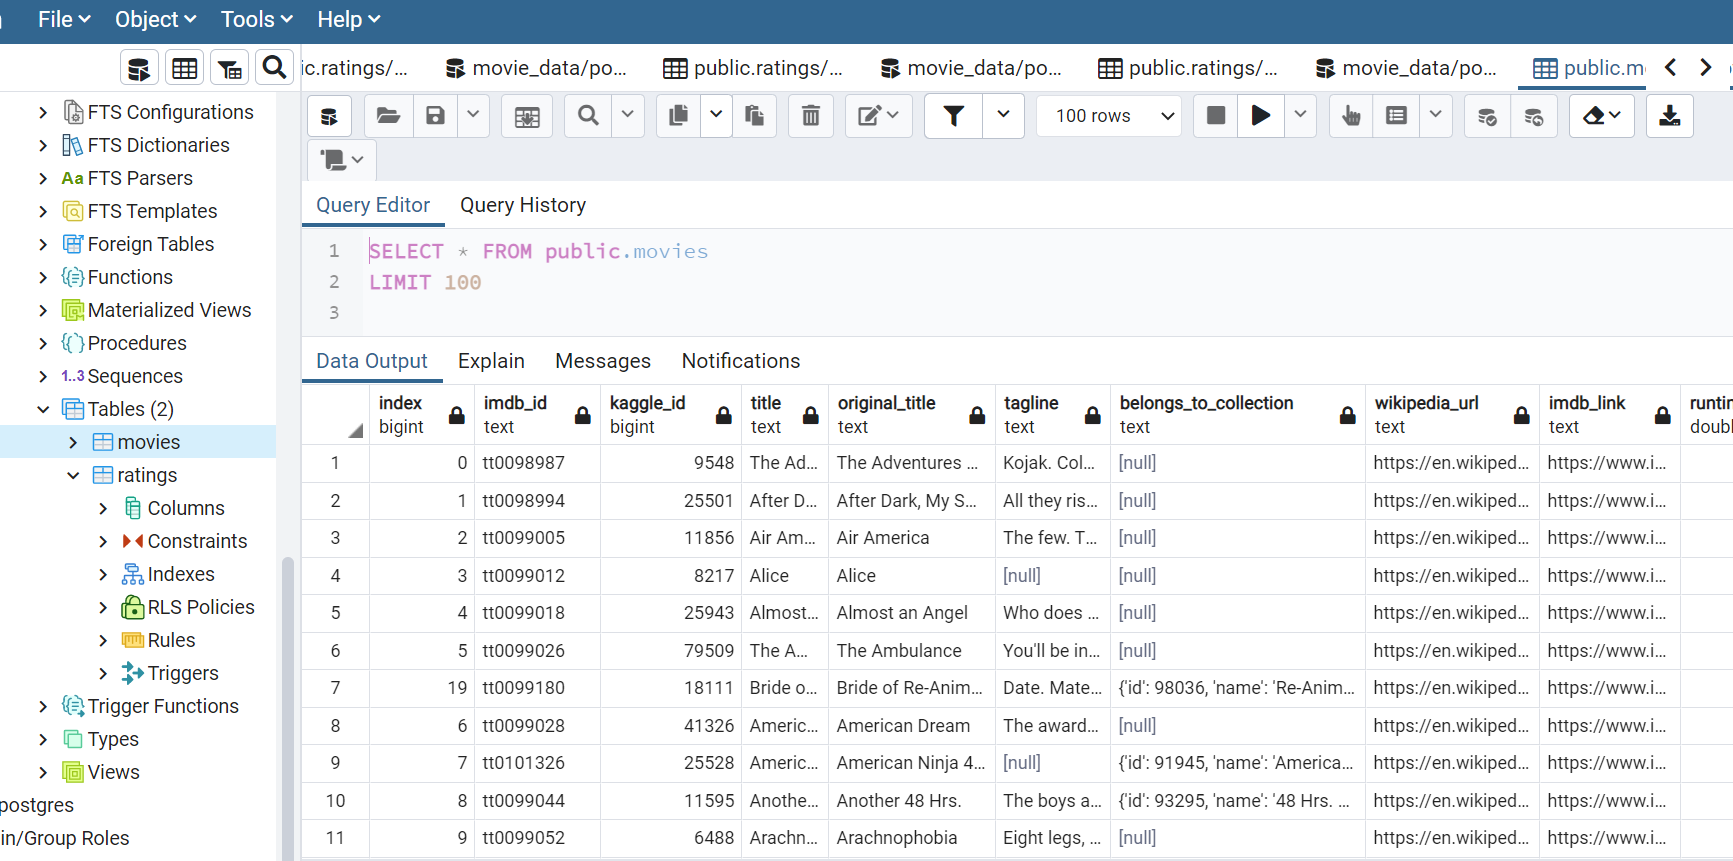 File Object Tools Help
ic.ratings/... movie_data/po... public.ratings/... movie_data/po... public.ratings/... movie_data/po... public.m
100 rows
FTS Configurations
FTS Dictionaries
Aa FTS Parsers
FTS Templates
Foreign Tables
Functions
Materialized Views
Procedures
1..3 Sequences
Tables (2)
movies
ratings
Columns
Constraints
Indexes
RLS Policies
Rules
Triggers
Trigger Functions
Types
Views
postgres
in/Group Roles
Query Editor Query History
1 SELECT * FROM public.movies
2 LIMIT 100
3
Data Output Explain Messages Notifications
index imdb_id kaggle_id title original_title tagline belongs_to_collection wikipedia_url imdb_link runtin
bigint text bigint text text text text text text doubl
1 0 tt0098987 9548 The Ad... The Adventures ... Kojak. Col... [null] https://en.wikiped... https://www.i...
2 1 tt0098994 25501 After D... After Dark, My S... All they ris... [null] https://en.wikiped... https://www.i...
3 2 tt0099005 11856 Air Am... Air America The few. T... [null] https://en.wikiped... https://www.i...
4 3 tt0099012 8217 Alice Alice [null] [null] https://en.wikiped... https://www.i...
5 4 tt0099018 25943 Almost... Almost an Angel Who does ... [null] https://en.wikiped... https://www.i...
6 5 tt0099026 79509 The A... The Ambulance You'll be in... [null] https://en.wikiped... https://www.i...
7 19 tt0099180 18111 Bride o... Bride of Re-Anim... Date. Mate... {'id': 98036, 'name': 'Re-Anim... https://en.wikiped... https://www.i...
8 6 tt0099028 41326 Americ... American Dream The award... [null] https://en.wikiped... https://www.i...
9 7 tt0101326 25528 Americ... American Ninja 4... [null] {'id': 91945, 'name': 'America... https://en.wikiped... https://www.i...
10 8 tt0099044 11595 Anothe... Another 48 Hrs. The boys a... {'id': 93295, 'name': '48 Hrs. ... https://en.wikiped... https://www.i...
11 9 tt0099052 6488 Arachn... Arachnophobia Eight legs, ... [null] https://en.wikiped... https://www.i...